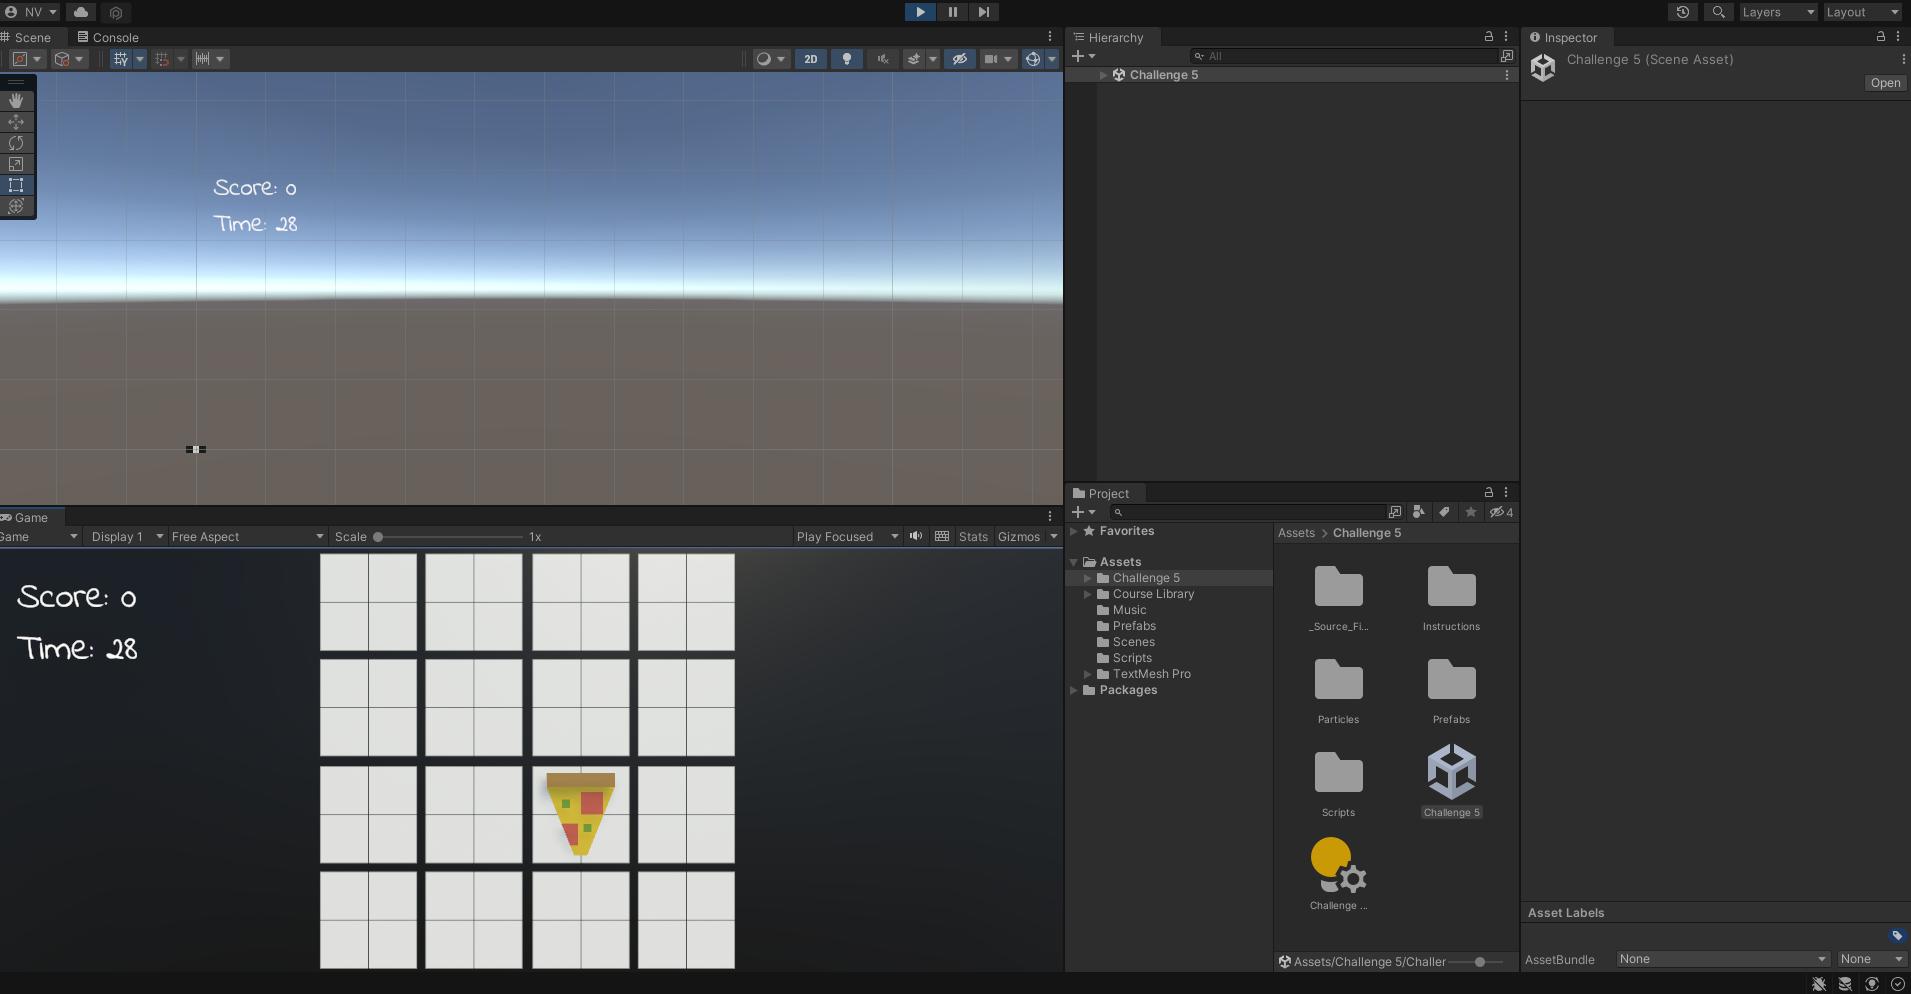 NV
Layers
Layout
Scene
Console
2D
Score: 0
Time: 28
Hierarchy
All
Challenge 5
Inspector
Challenge 5 (Scene Asset)
Open
Game
Game
Display 1
Free Aspect
Scale
1x
Play Focused
Stats
Gizmos
Score: 0
Time: 28
Project
4
Favorites
Assets
Challenge 5
Course Library
Music
Prefabs
Scenes
Scripts
TextMesh Pro
Packages
Assets > Challenge 5
_Source_Fi...
Instructions
Particles
Prefabs
Scripts
Challenge 5
Challenge ...
Assets/Challenge 5/Challer
Asset Labels
AssetBundle
None
None